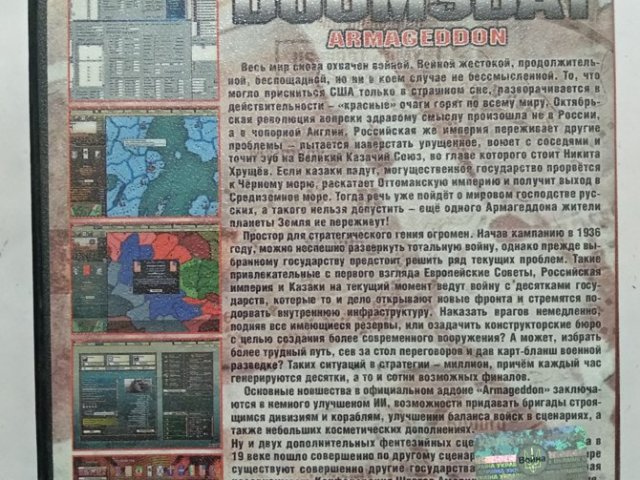 DOOMSDAY
ARMAGEDDON
Весь мир снова охвачен войной. Войной жестокой, продолжитель-
ной, беспощадной, но ни в коем случае не бессмысленной. То, что
могло присниться США только в страшном сне, разворачивается в
действительности – «красные» очаги горят по всему миру. Октябрь-
ская революция вопреки здравому смыслу произошла не в России,
а в чопорной Англии. Российская же империя переживает другие
проблемы – пытается наверстать упущенное, воюет с соседями и
точит зуб на Великий Казачий Союз, во главе которого стоит Никита
Хрущёв. Если казаки падут, могущественное государство прорвётся
к Чёрному морю, раскатает Оттоманскую империю и получит выход в
Средиземное море. Тогда речь уже пойдёт о мировом господстве рус-
ских, а такого нельзя допустить – ещё одного Армагеддона жители
планеты Земля не переживут!
Простор для стратегического гения огромен. Начав кампанию в 1936
году, можно неспешно развернуть тотальную войну, однако прежде вы-
бранному государству предстоит решить ряд текущих проблем. Такие
привлекательные с первого взгляда Европейские Советы, Российская
империя и Казаки на текущий момент ведут войну с десятками госу-
дарств, которые то и дело открывают новые фронта и стремятся по-
дорвать внутреннюю инфраструктуру. Наказать врагов немедленно,
подняв все имеющиеся резервы, или озадачить конструкторские бюро
с целью создания более современного вооружения? А может, избрать
более трудный путь, сев за стол переговоров и дав карт-бланш военной
разведке? Таких ситуаций в стратегии – миллион, причём каждый час
генерируются десятки, а то и сотни возможных финалов.
Основные новшества в официальном аддоне «Armageddon» заключа-
ются в немного улучшеном ИИ, возможности придавать бригады строя-
щимся дивизиям и кораблям, улучшении баланса войск в сценариях, а
также небольших косметических дополнениях.
Ну и двух дополнительных фентезийных сце
в
19 веке пошло совершенно по другому сценар
ре
существуют совершенно другие государства
Война